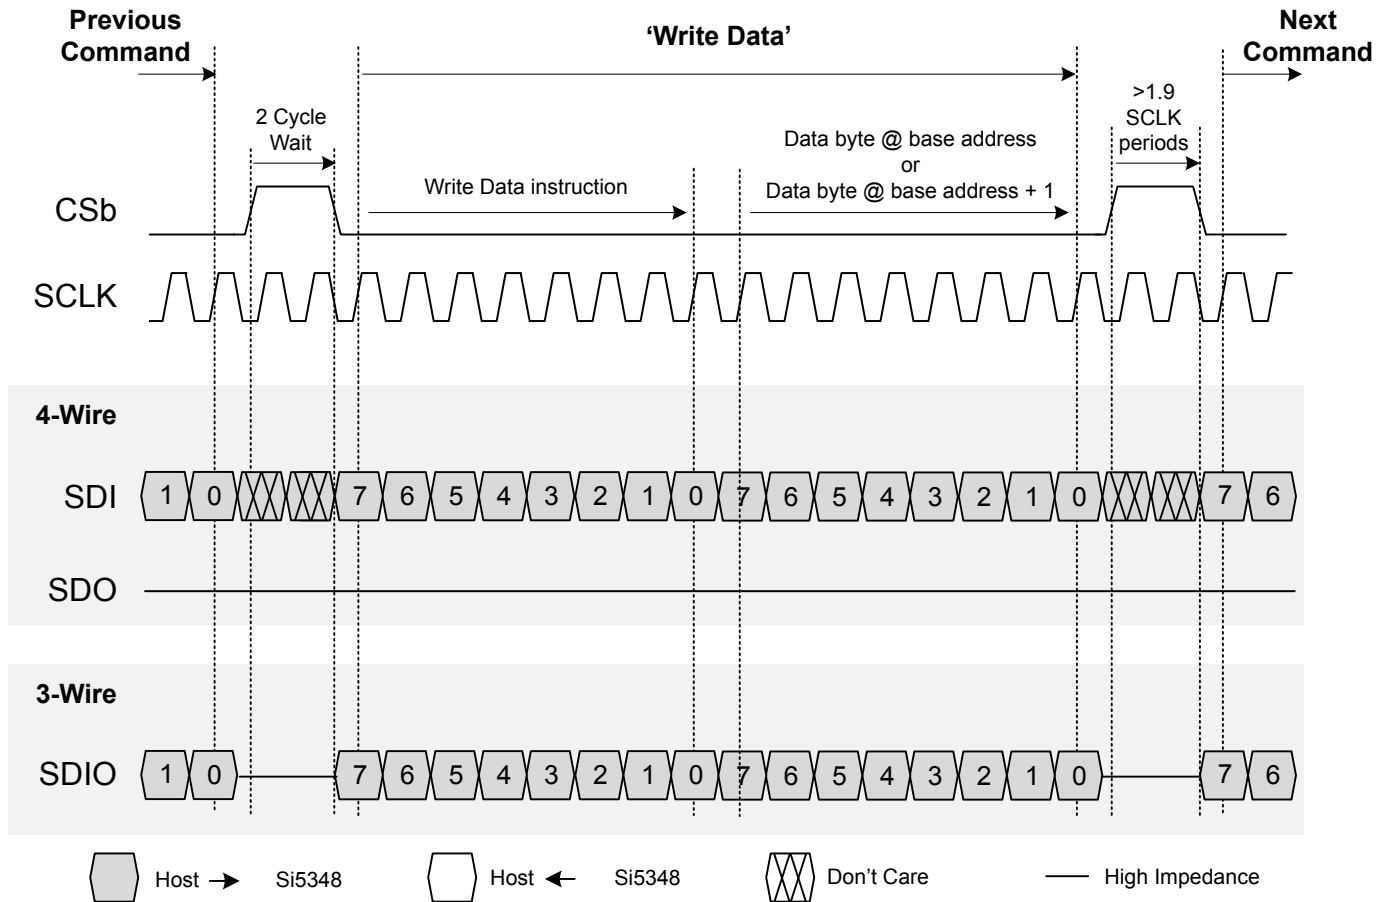 Previous
Command
‘Write Data’
Next
Command
2 Cycle
Wait
>1.9
SCLK
periods
Write Data instruction
Data byte @ base address
or
Data byte @ base address + 1
CSb
SCLK
4-Wire
SDI 1 0 7 6 5 4 3 2 1 0 7 6 5 4 3 2 1 0 7 6
SDO
3-Wire
SDIO 1 0 7 6 5 4 3 2 1 0 7 6 5 4 3 2 1 0 7 6
Host Si5348 Host Si5348 Don’t Care High Impedance